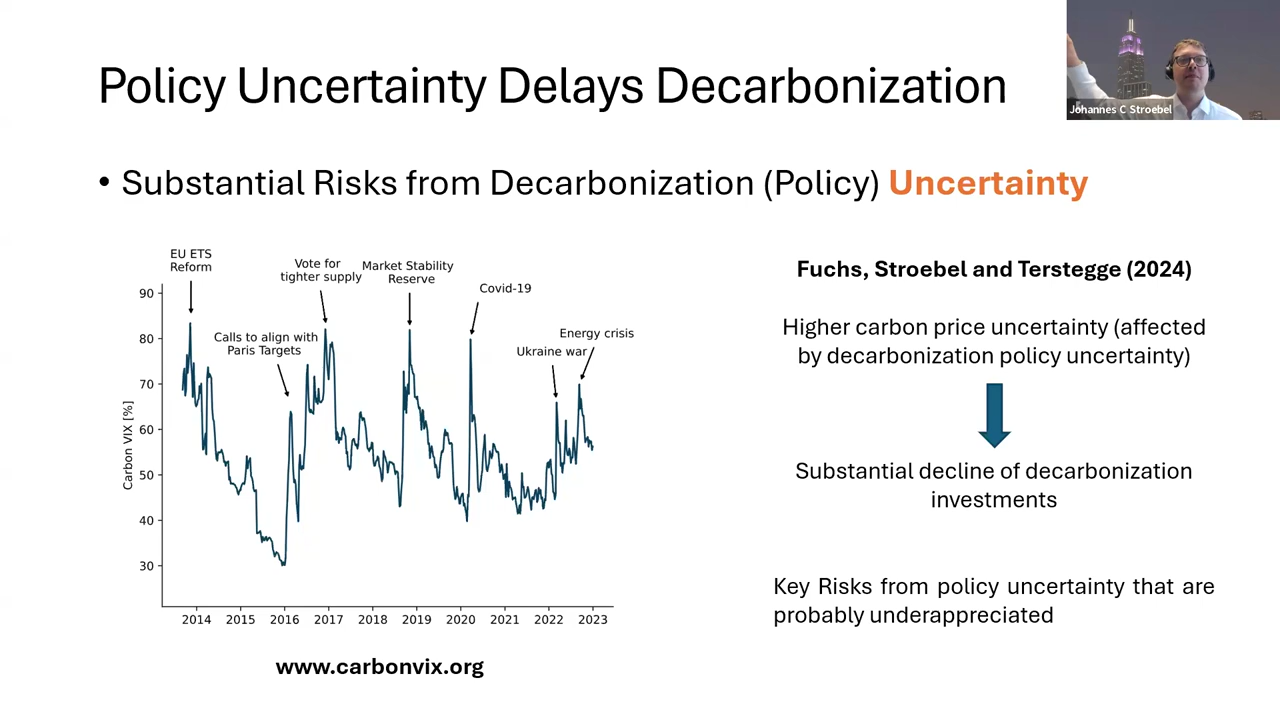 Policy Uncertainty Delays Decarbonization
Johannes C Stroebel
• Substantial Risks from Decarbonization (Policy) Uncertainty
EU ETS
Reform
Vote for
tighter supply
Market Stability
Reserve
Covid-19
Calls to align with
Paris Targets
Energy crisis
Ukraine war
Carbon VIX [%]
90
80
70
60
50
40
30
2014 2015 2016 2017 2018 2019 2020 2021 2022 2023
www.carbonvix.org
Fuchs, Stroebel and Terstegge (2024)
Higher carbon price uncertainty (affected
by decarbonization policy uncertainty)
Substantial decline of decarbonization
investments
Key Risks from policy uncertainty that are
probably underappreciated